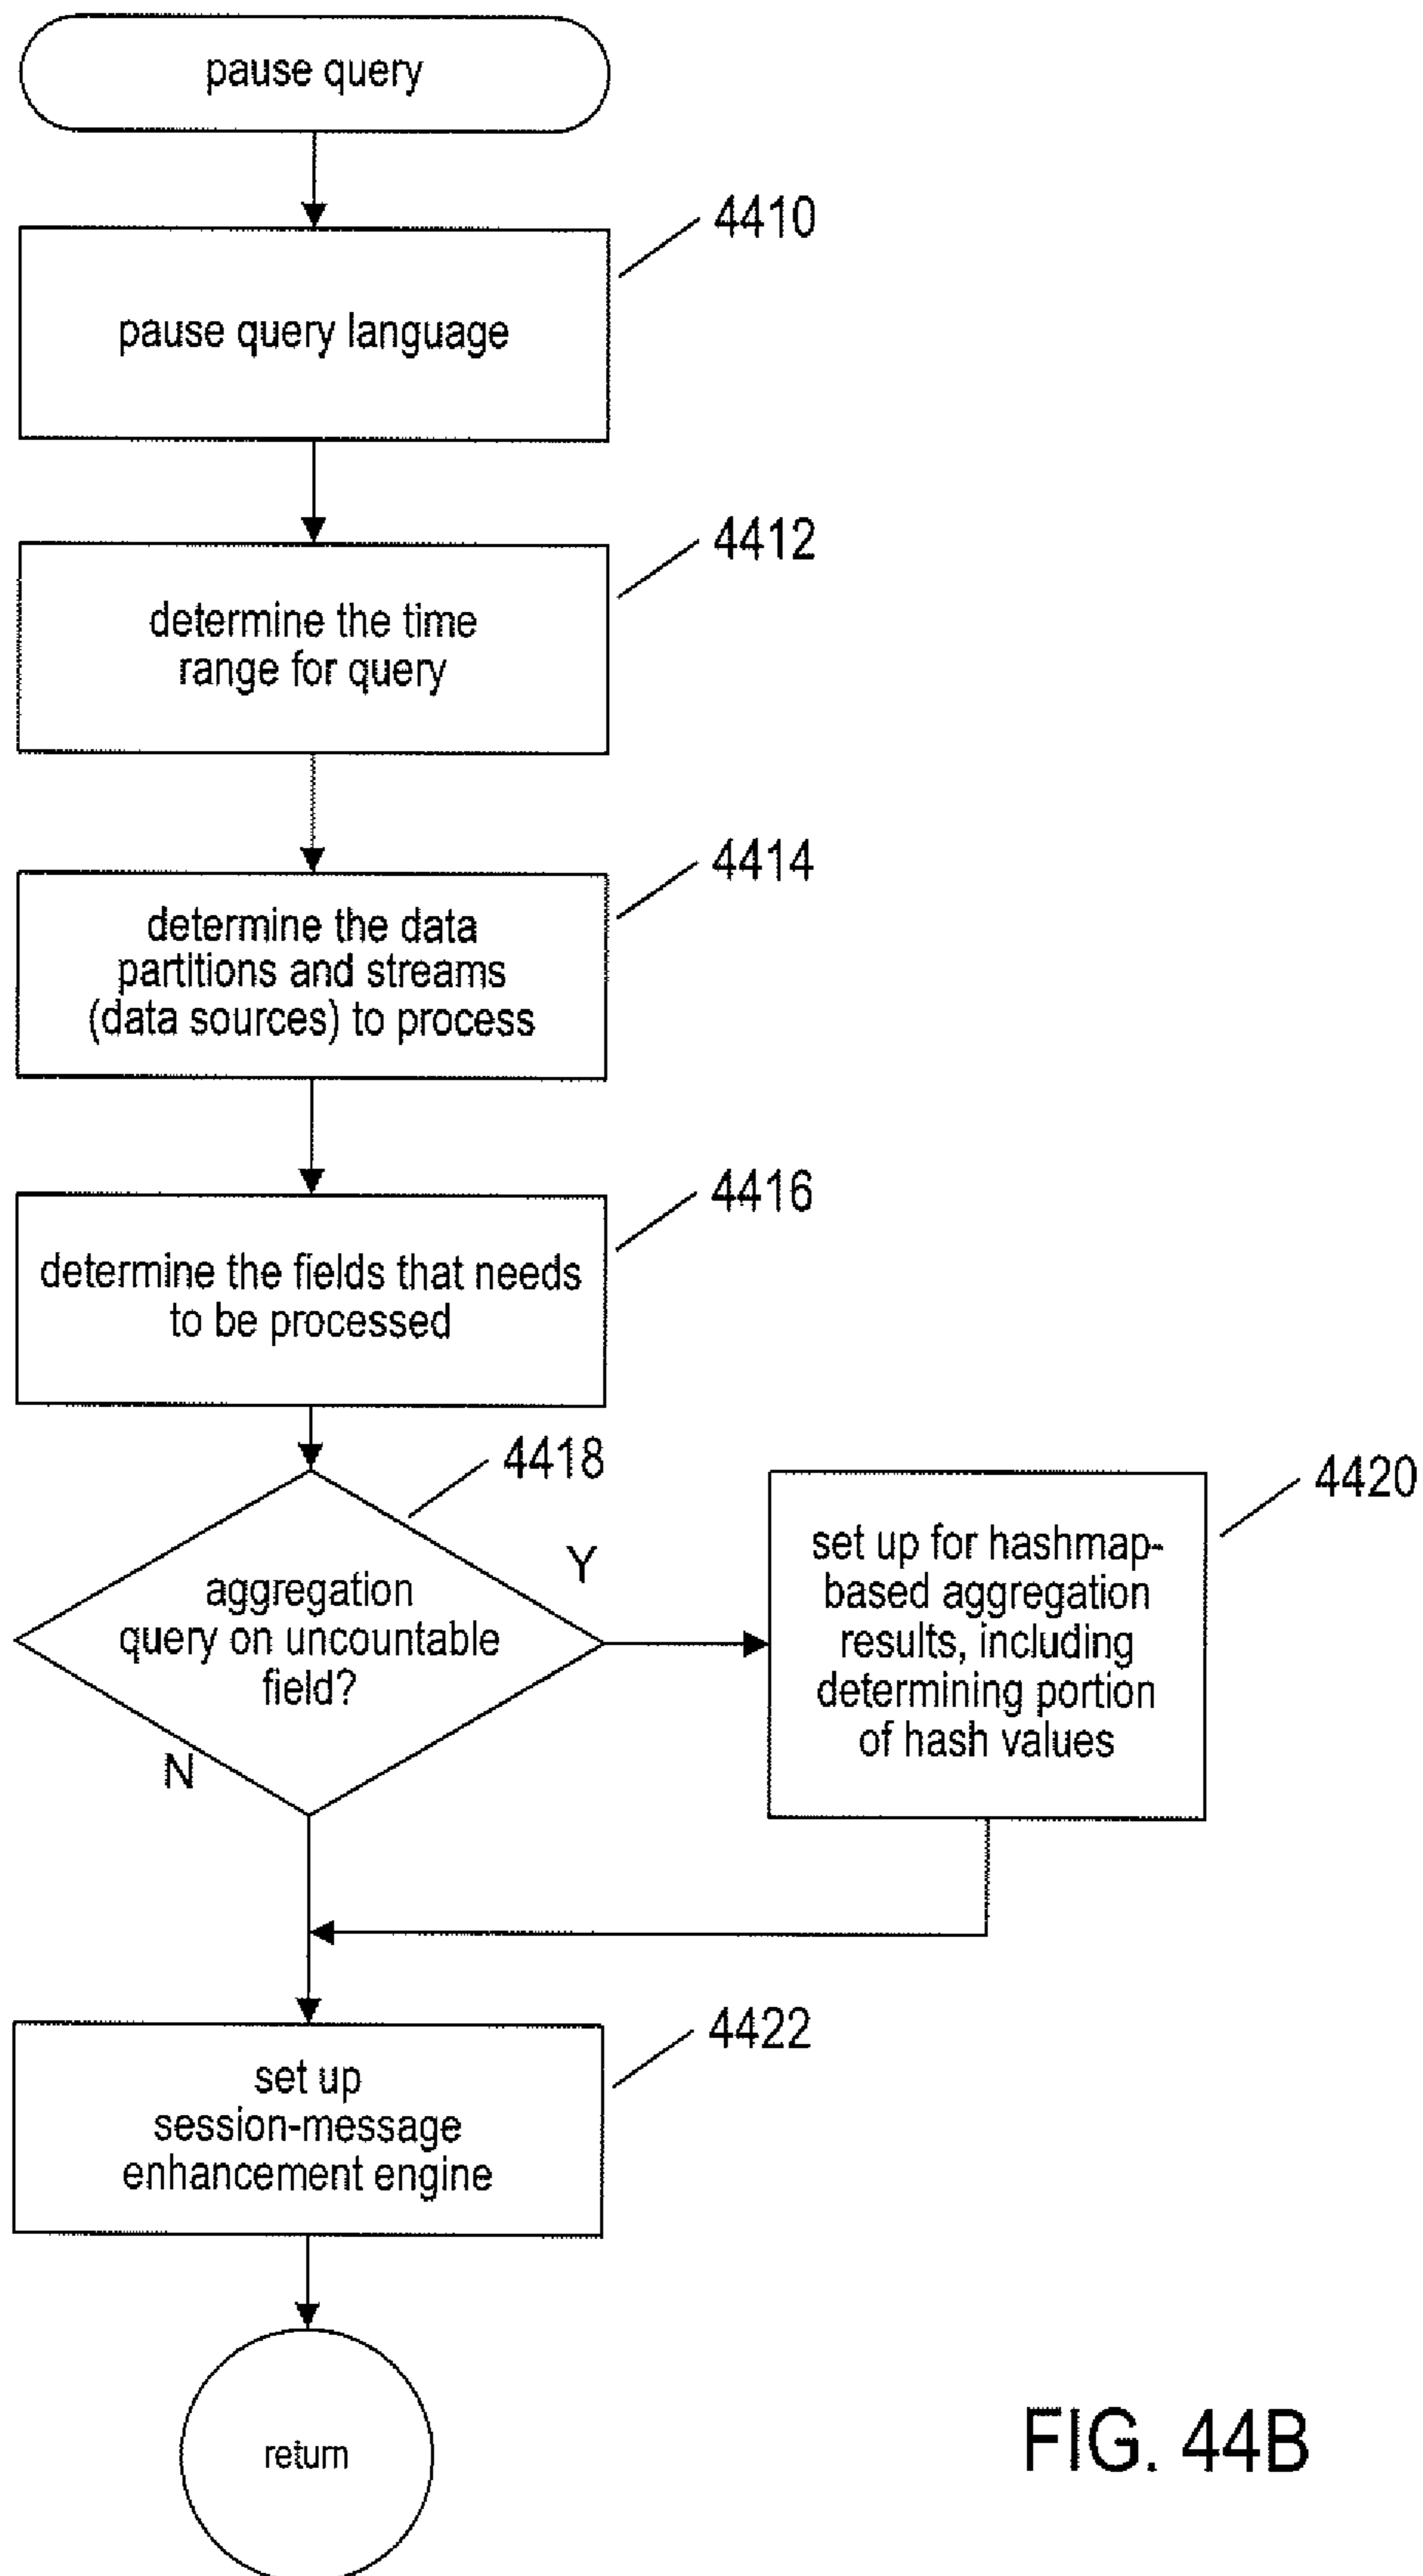 pause query
4410
pause query language
4412
determine the time
range for query
4414
determine the data
partitions and streams
(data sources) to process
4416
determine the fields that needs
to be processed
4418
4420
aggregation
query on uncountable
field?
Y
N
set up for hashmap-
based aggregation
results, including
determining portion
of hash values
4422
set up
session-message
enhancement engine
return
FIG. 44B